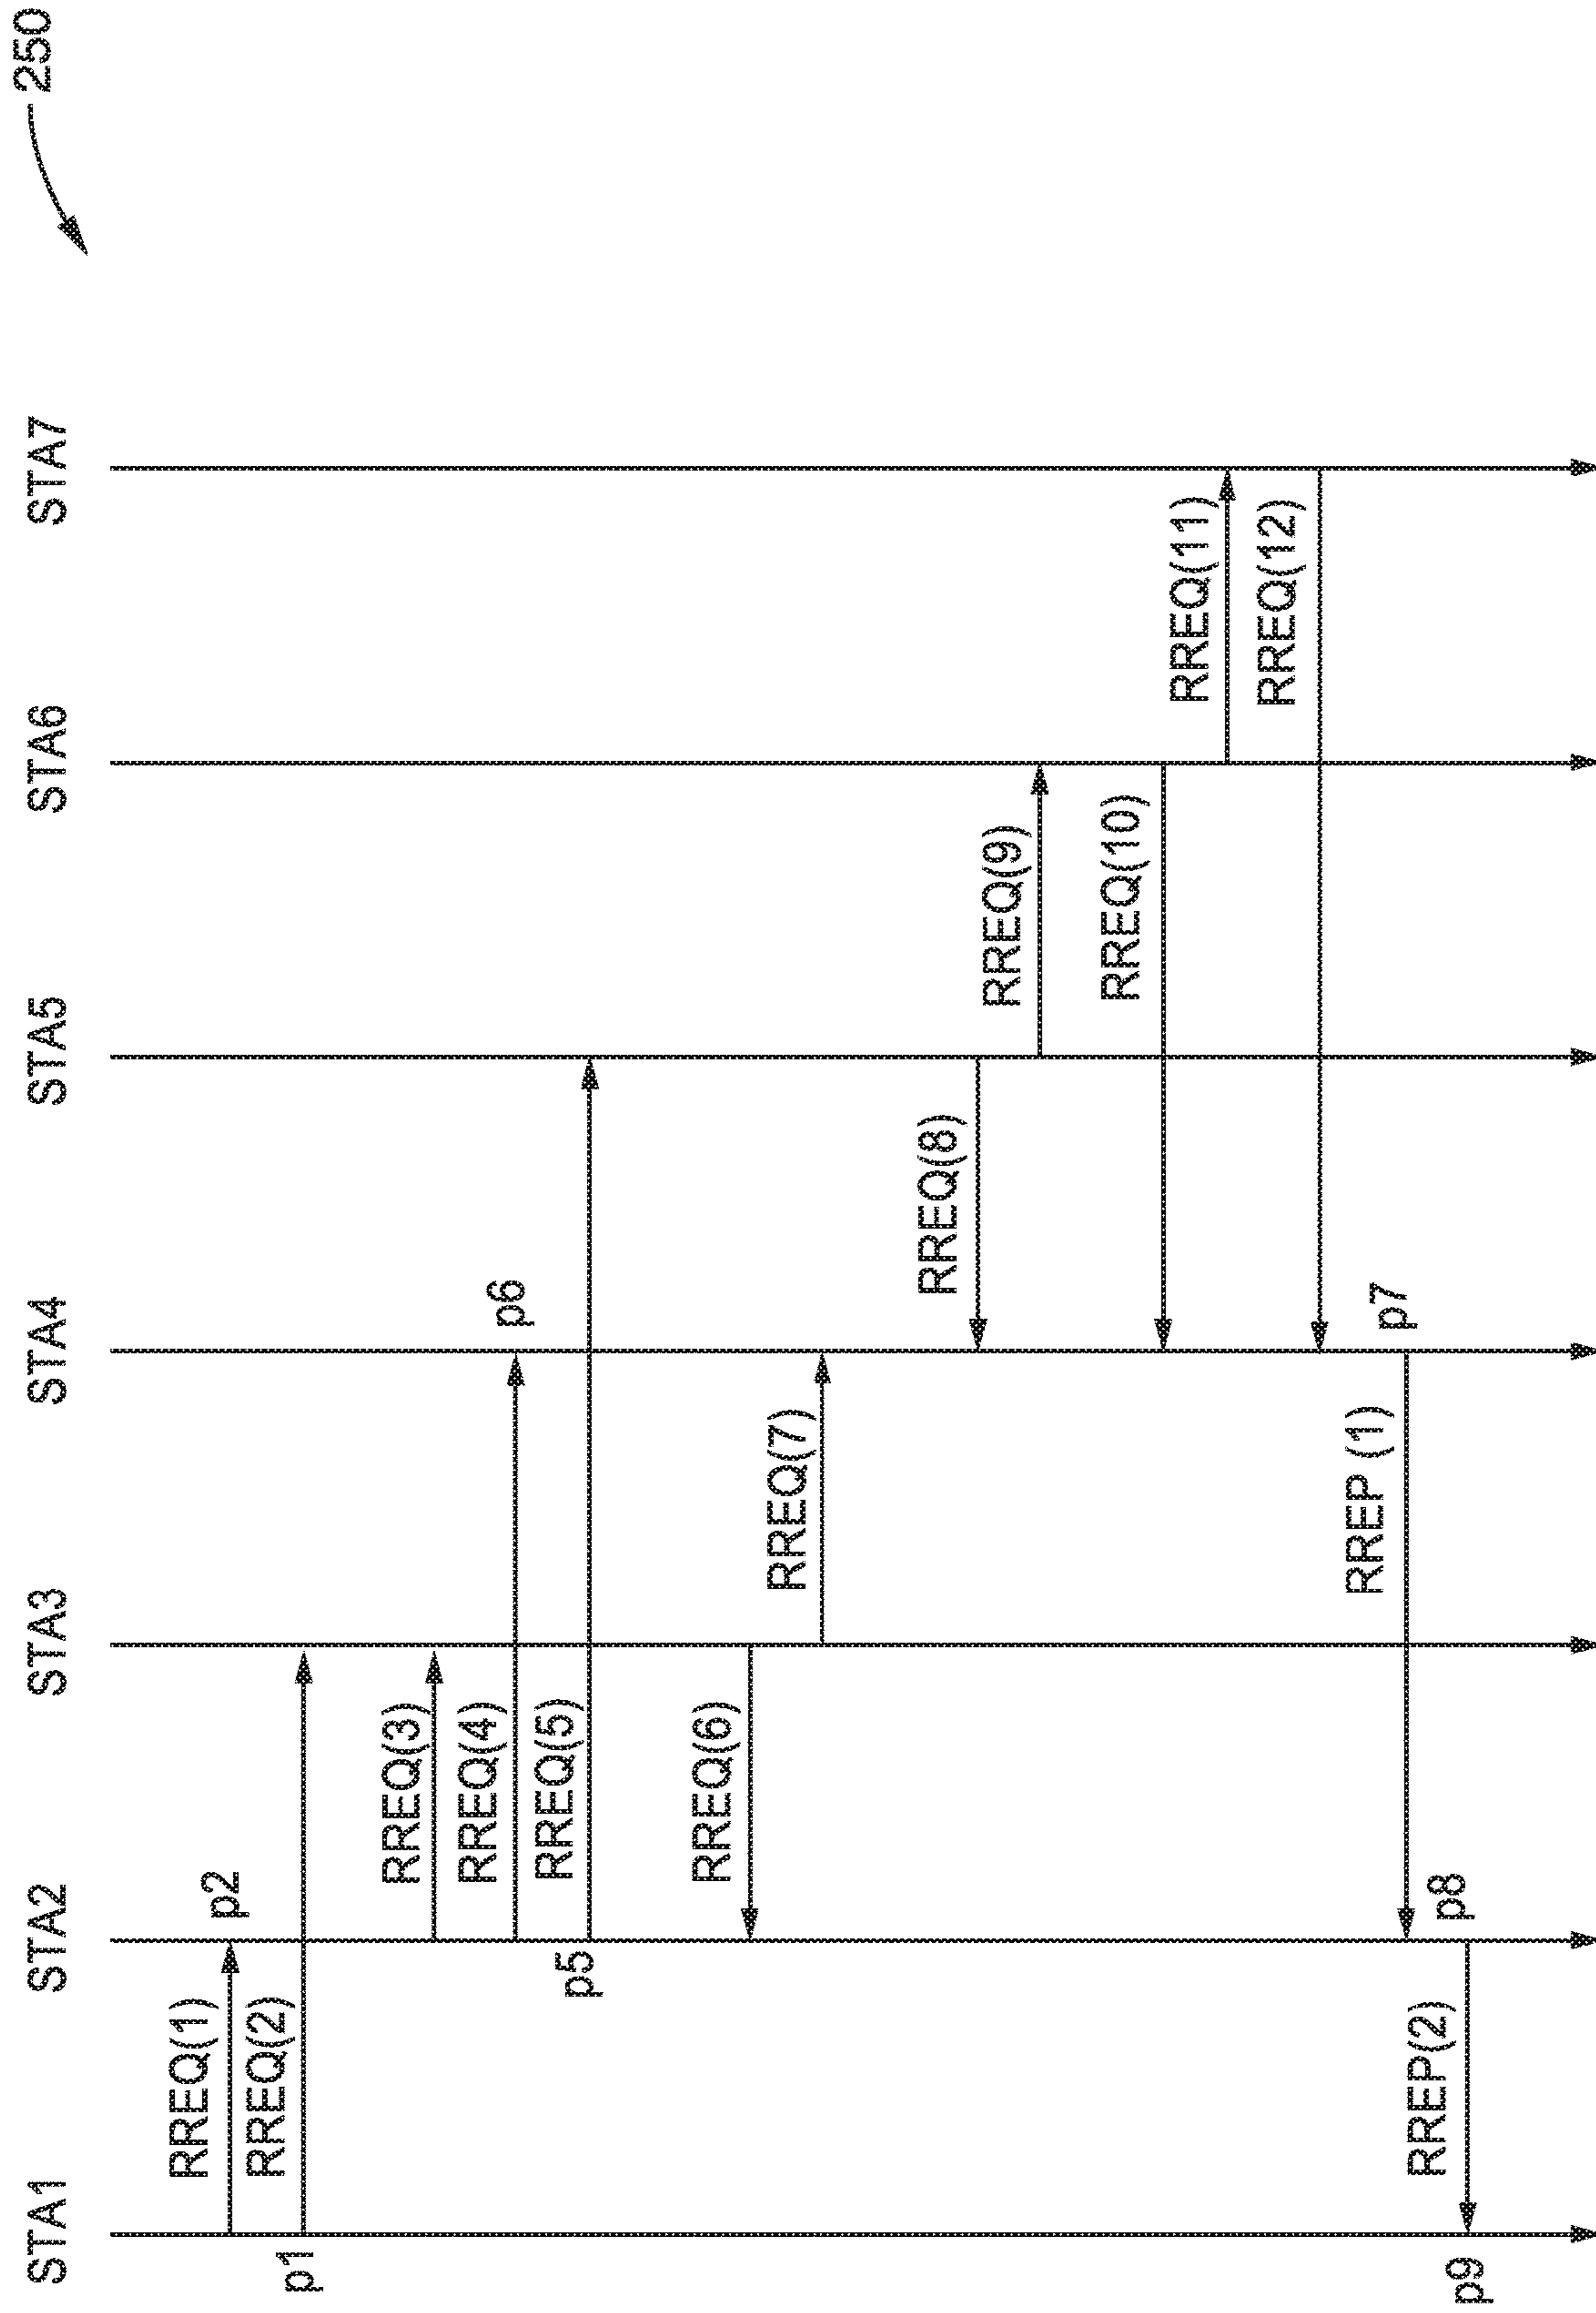 250
STA1
STA2
STA3
STA4
STA5
STA6
STA7
RREQ(1)
p2
RREQ(2)
p1
RREQ(3)
RREQ(4)
p6
RREQ(5)
p5
RREQ(6)
RREQ(7)
RREQ(8)
RREQ(9)
RREQ(10)
RREQ(11)
RREQ(12)
RREP (1)
p7
RREP(2)
p8
p9